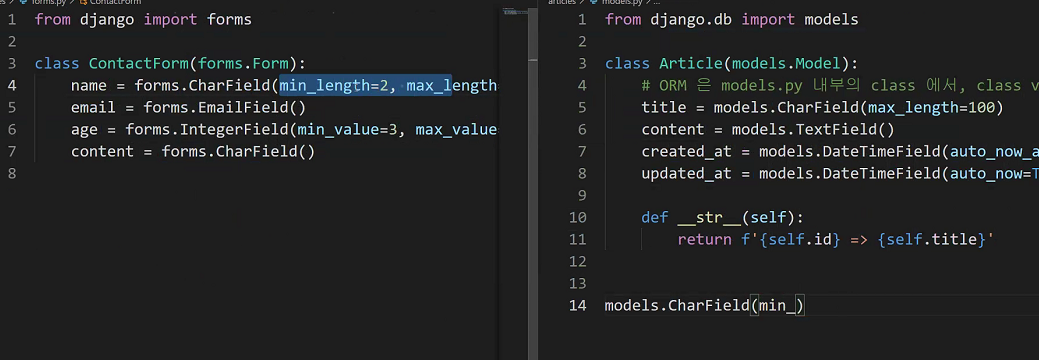 forms.py > ContactForm
1 from django import forms
2
3 class ContactForm(forms.Form):
4 name = forms.CharField(min_length=2, max_length
5 email = forms.EmailField()
6 age = forms.IntegerField(min_value=3, max_value
7 content = forms.CharField()
8
articles > models.py > ...
1 from django.db import models
2
3 class Article(models.Model):
4 # ORM 은 models.py 내부의 class 에서, class v
5 title = models.CharField(max_length=100)
6 content = models.TextField()
7 created_at = models.DateTimeField(auto_now_a
8 updated_at = models.DateTimeField(auto_now=T
9
10 def __str__(self):
11 return f'{self.id} => {self.title}'
12
13
14 models.CharField(min_)